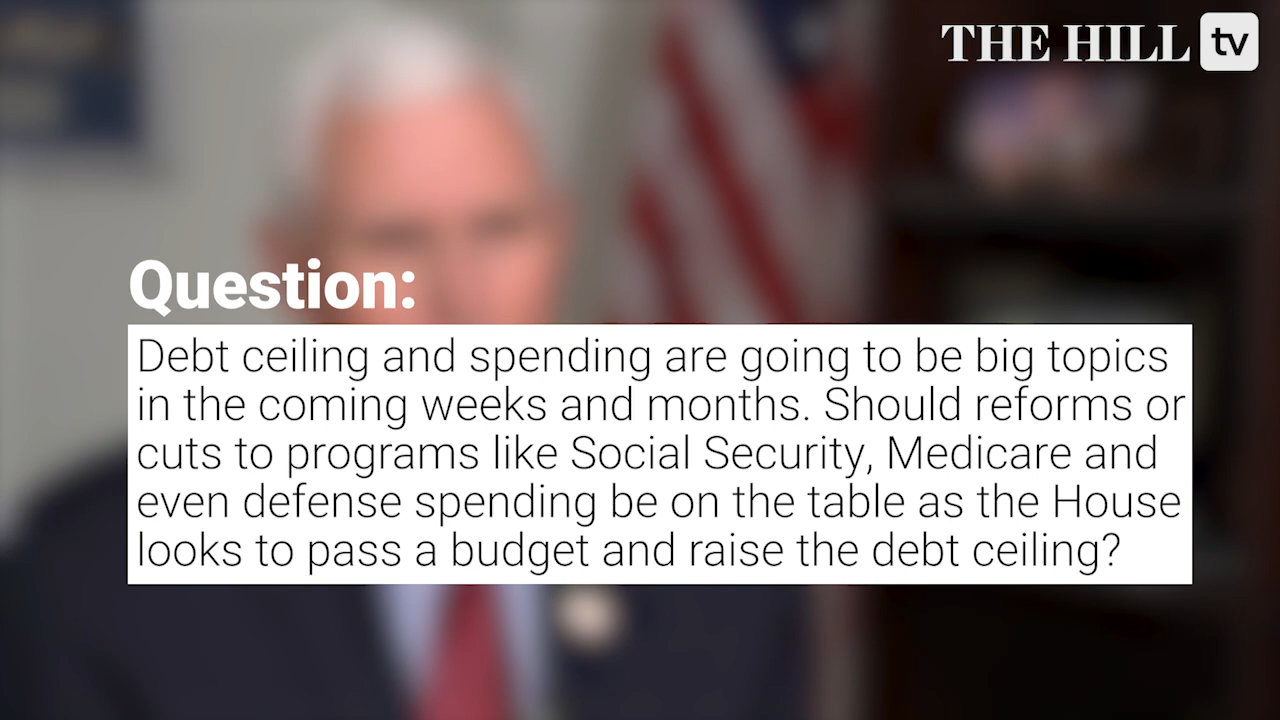 THE HILL tv
Question:
Debt ceiling and spending are going to be big topics
in the coming weeks and months. Should reforms or
cuts to programs like Social Security, Medicare and
even defense spending be on the table as the House
looks to pass a budget and raise the debt ceiling?